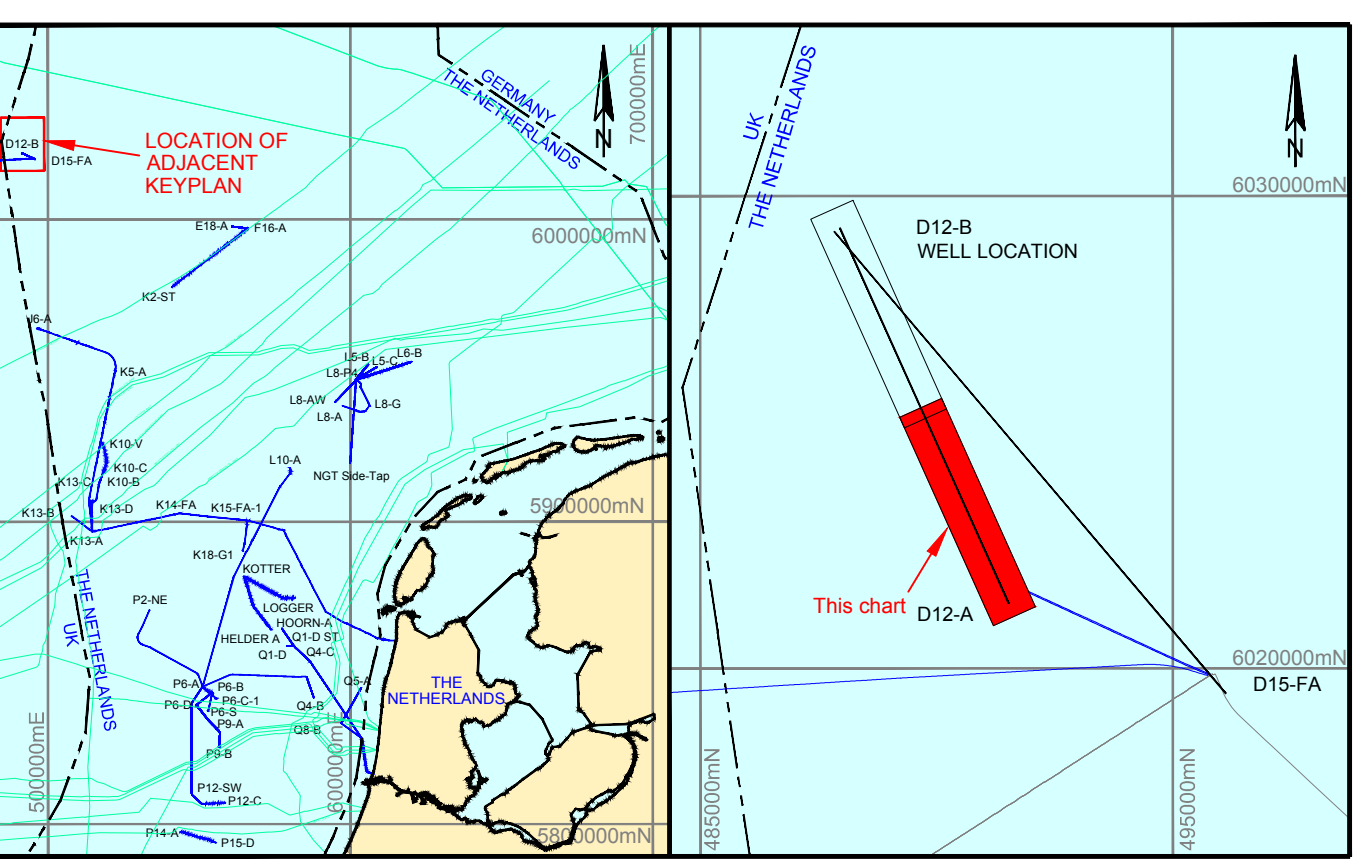 GERMANY
THE NETHERLANDS
N
700000mE
D12-B
D15-FA
LOCATION OF
ADJACENT
KEYPLAN
E18-A
F16-A
6000000mN
K2-ST
J6-A
K5-A
L5-B
L5-C
L6-B
L8-P4
L8-AW
L8-G
L8-A
K10-V
K10-C
K10-B
K13-C
L10-A
NGT Side-Tap
K13-B
K13-D
K14-FA
K15-FA-1
5900000mN
K13-A
K18-G1
KOTTER
P2-NE
LOGGER
HOORN-A
HELDER A
Q1-D ST
Q1-D
Q4-C
THE NETHERLANDS
UK
P6-A
P6-B
P6-C-1
P6-D
P6-S
P9-A
P9-B
Q5-A
Q4-B
Q8-B
THE
NETHERLANDS
500000mE
600000mE
P12-SW
P12-C
P14-A
P15-D
5800000mN
UK
THE NETHERLANDS
N
6030000mN
D12-B
WELL LOCATION
This chart
D12-A
6020000mN
D15-FA
485000mN
495000mN